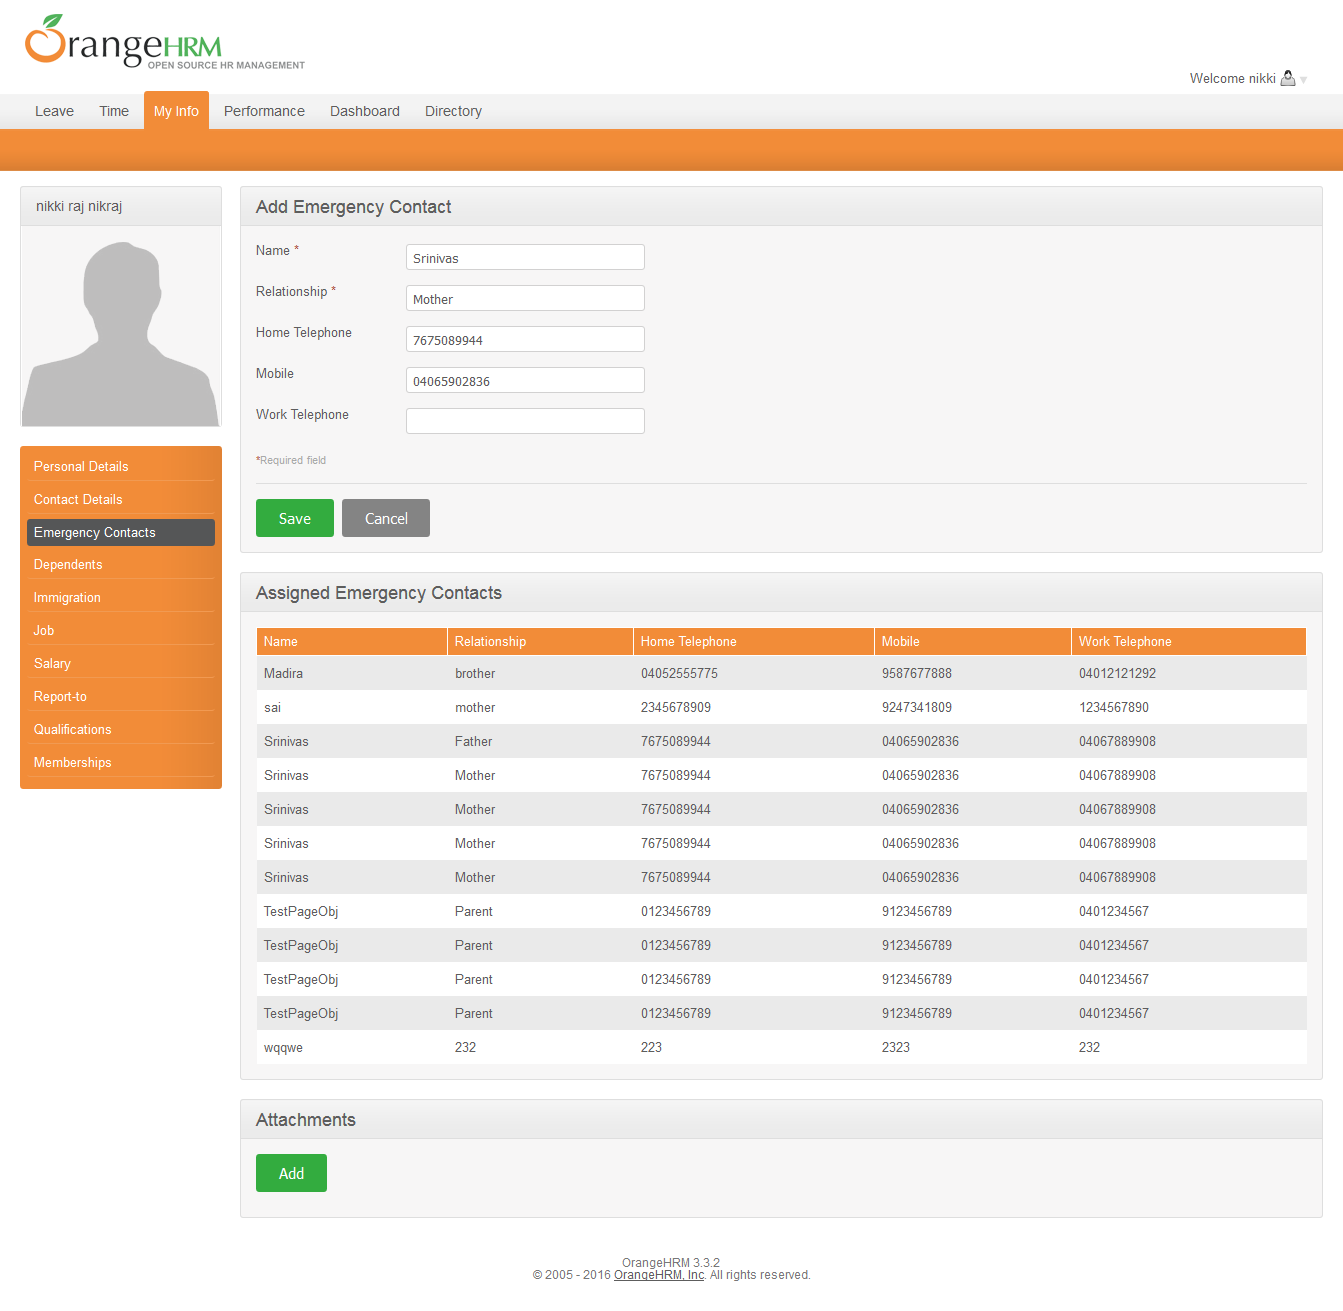 OrangeHRM
OPEN SOURCE HR MANAGEMENT
Welcome nikki
Leave Time My Info Performance Dashboard Directory
nikki raj nikraj
Personal Details
Contact Details
Emergency Contacts
Dependents
Immigration
Job
Salary
Report-to
Qualifications
Memberships
Add Emergency Contact
Name * Srinivas
Relationship * Mother
Home Telephone 7675089944
Mobile 04065902836
Work Telephone
*Required field
Save Cancel
Assigned Emergency Contacts
Name Relationship Home Telephone Mobile Work Telephone
Madira brother 04052555775 9587677888 04012121292
sai mother 2345678909 9247341809 1234567890
Srinivas Father 7675089944 04065902836 04067889908
Srinivas Mother 7675089944 04065902836 04067889908
Srinivas Mother 7675089944 04065902836 04067889908
Srinivas Mother 7675089944 04065902836 04067889908
Srinivas Mother 7675089944 04065902836 04067889908
TestPageObj Parent 0123456789 9123456789 0401234567
TestPageObj Parent 0123456789 9123456789 0401234567
TestPageObj Parent 0123456789 9123456789 0401234567
TestPageObj Parent 0123456789 9123456789 0401234567
wqqwe 232 223 2323 232
Attachments
Add
OrangeHRM 3.3.2
© 2005 - 2016 OrangeHRM, Inc. All rights reserved.